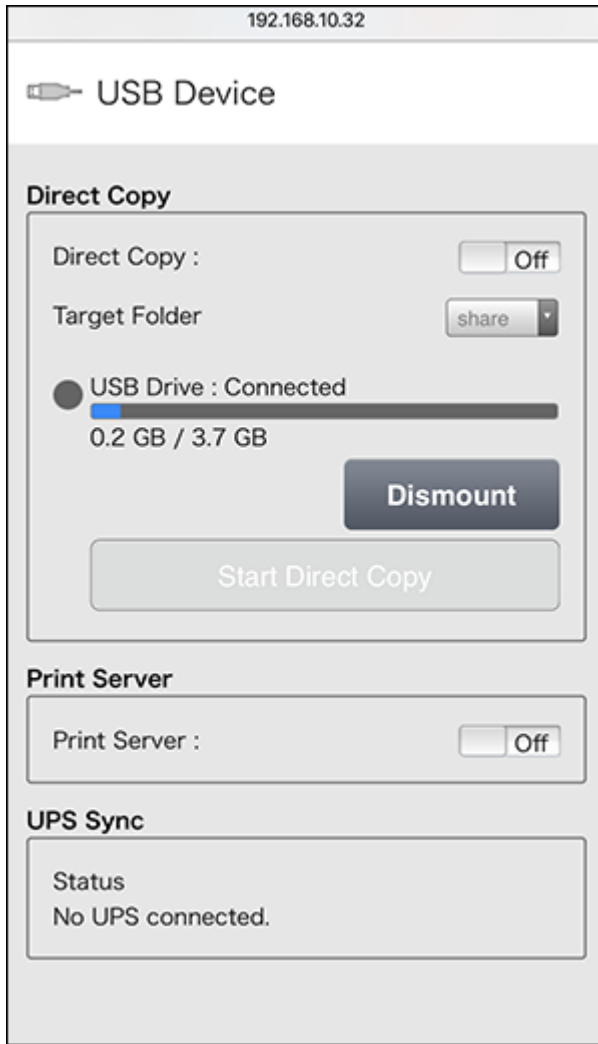 192.168.10.32
USB Device
Direct Copy
Direct Copy :
Off
Target Folder
share
USB Drive : Connected
0.2 GB / 3.7 GB
Dismount
Start Direct Copy
Print Server
Print Server :
Off
UPS Sync
Status
No UPS connected.